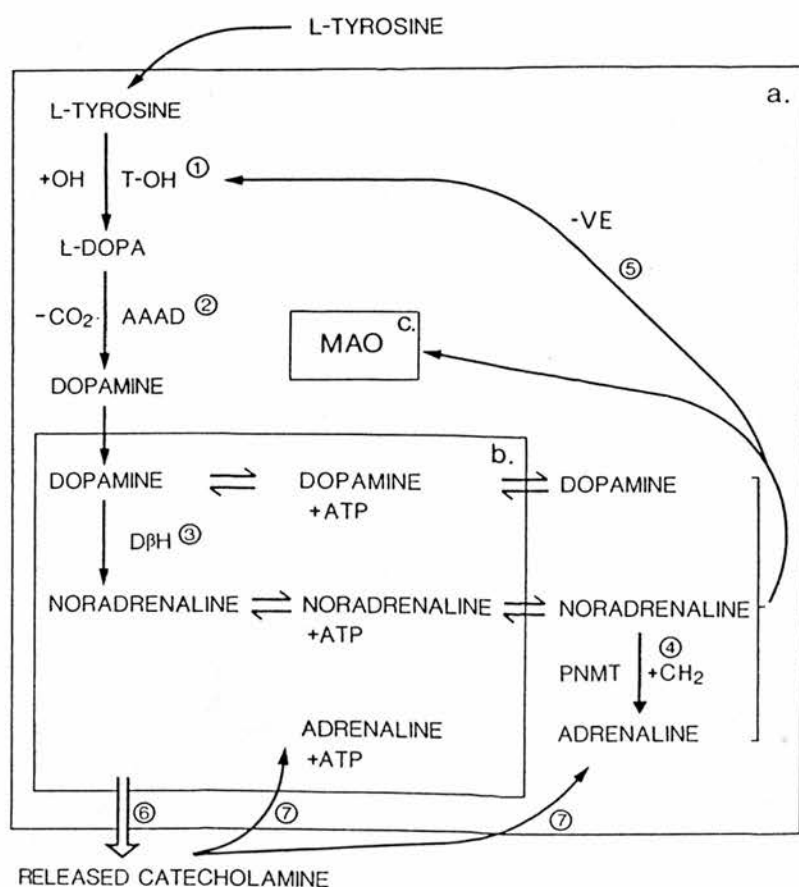 L-TYROSINE
a.
L-TYROSINE
+OH T-OH ①
-VE
⑤
L-DOPA
-CO₂ AAAD ②
c.
MAO
DOPAMINE
b.
DOPAMINE ⇌ DOPAMINE ⇌ DOPAMINE
+ATP
DβH ③
NORADRENALINE ⇌ NORADRENALINE ⇌ NORADRENALINE
+ATP
④
PNMT +CH₂
ADRENALINE
+ATP
ADRENALINE
⑥ ⑦ ⑦
RELEASED CATECHOLAMINE